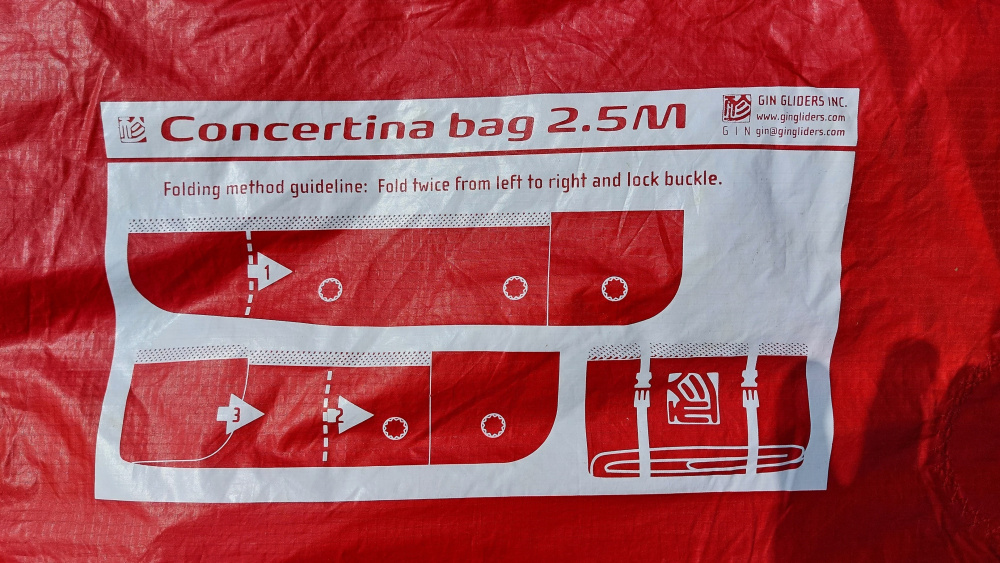 Concertina bag 2.5M
GIN GLIDERS INC.
www.gingliders.com
GIN gin@gingliders.com
Folding method guideline: Fold twice from left to right and lock buckle.
1
3
2